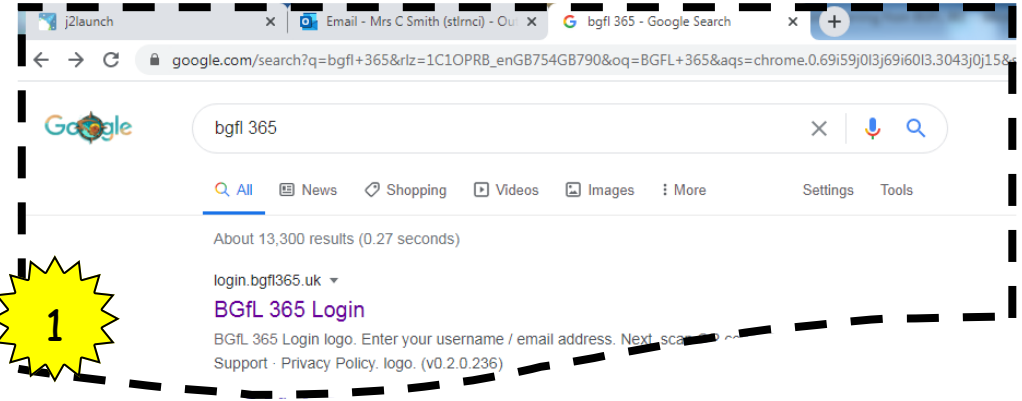 j2launch
Email - Mrs C Smith (stlrnci) - Ou
bgfl 365 - Google Search
google.com/search?q=bgfl+365&rlz=1C1OPRB_enGB754GB790&oq=BGFL+365&aqs=chrome.0.69i59j0l3j69i60l3.3043j0j15&
Google
bgfl 365
All News Shopping Videos Images More Settings Tools
About 13,300 results (0.27 seconds)
login.bgfl365.uk
BGfL 365 Login
BGfL 365 Login logo. Enter your username / email address. Next, scan
Support · Privacy Policy. logo. (v0.2.0.236)
1